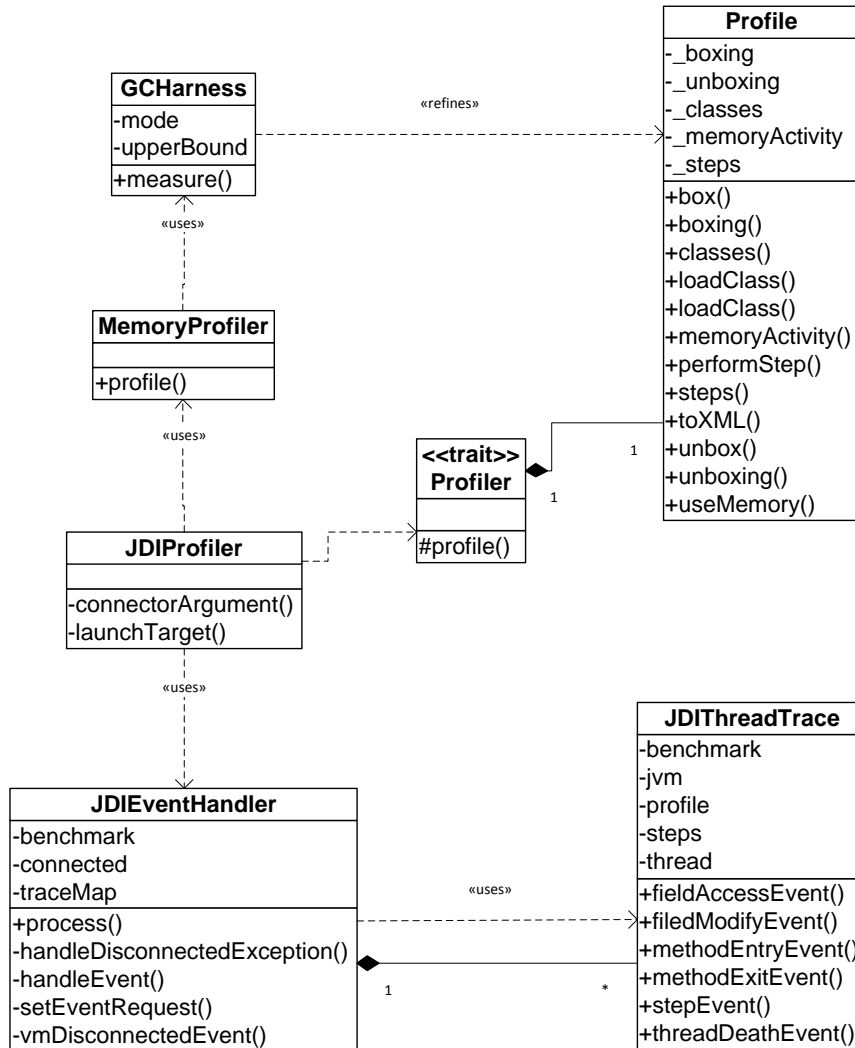 Profile
-_boxing
-_unboxing
-_classes
-_memoryActivity
-_steps
+box()
+boxing()
+classes()
+loadClass()
+loadClass()
+memoryActivity()
+performStep()
+steps()
+toXML()
+unbox()
+unboxing()
+useMemory()
GCHarness
-mode
-upperBound
+measure()
«refines»
«uses»
MemoryProfiler
+profile()
«uses»
<<trait>>
Profiler
#profile()
1
1
JDIProfiler
-connectorArgument()
-launchTarget()
«uses»
JDIEventHandler
-benchmark
-connected
-traceMap
+process()
-handleDisconnectedException()
-handleEvent()
-setEventRequest()
-vmDisconnectedEvent()
«uses»
1
*
JDIThreadTrace
-benchmark
-jvm
-profile
-steps
-thread
+fieldAccessEvent()
+filedModifyEvent()
+methodEntryEvent()
+methodExitEvent()
+stepEvent()
+threadDeathEvent()